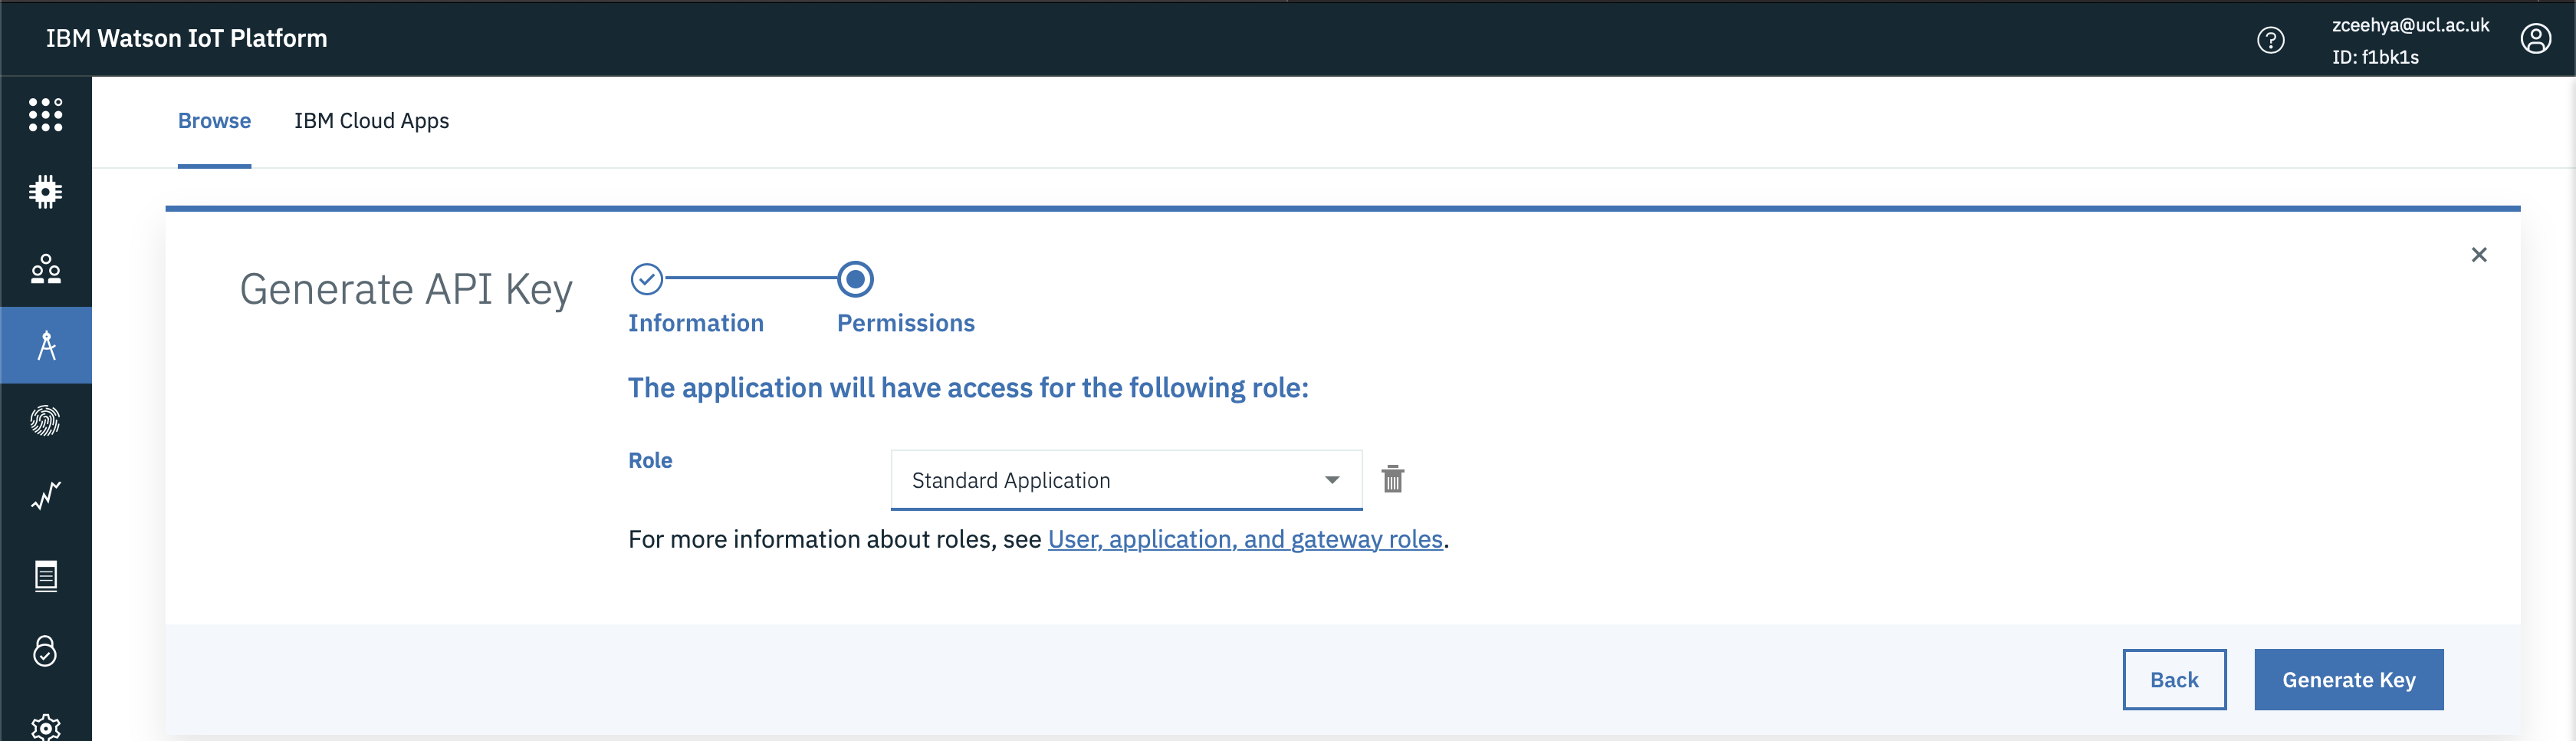 IBM Watson IoT Platform
zceehya@ucl.ac.uk
ID: f1bk1s
Browse
IBM Cloud Apps
Generate API Key
Information
Permissions
The application will have access for the following role:
Role
Standard Application
For more information about roles, see User, application, and gateway roles.
Back
Generate Key